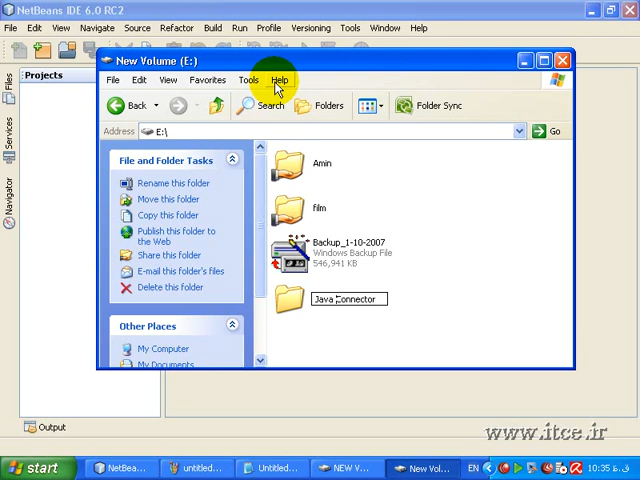 NetBeans IDE 6.0 RC2
File Edit View Navigate Source Refactor Build Run Profile Versioning Tools Window Help
New Volume (E:)
File Edit View Favorites Tools Help
Back Search Folders Folder Sync
Address E:\ Go
Files
Services
Navigator
Projects
File and Folder Tasks
Rename this folder
Move this folder
Copy this folder
Publish this folder to
the Web
Share this folder
E-mail this folder's files
Delete this folder
Other Places
My Computer
My Documents
Amin
film
Backup_1-10-2007
Windows Backup File
546,941 KB
Java Connector
Output
www.itce.ir
start NetBea... untitled... Untitled... NEW V... New Vol... EN 10:35 ق.ظ